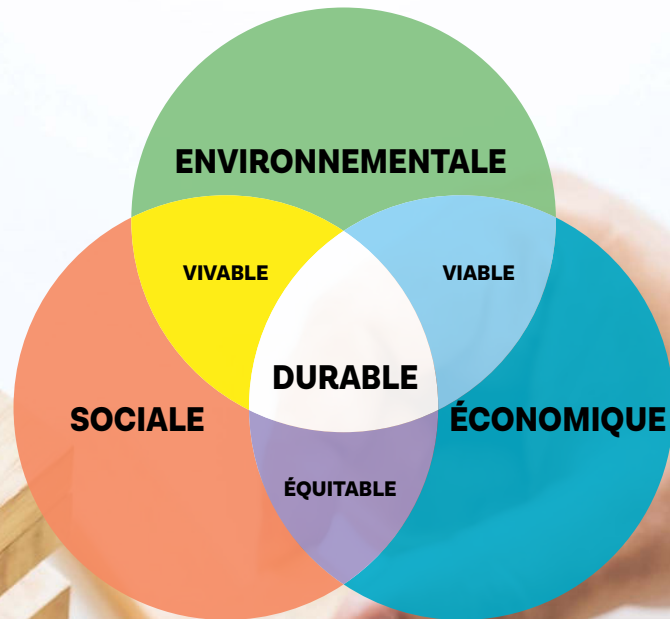 ENVIRONNEMENTALE
VIVABLE
VIABLE
DURABLE
SOCIALE
ÉCONOMIQUE
ÉQUITABLE